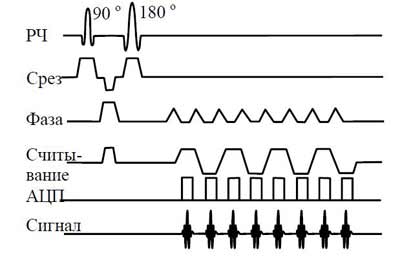 90 º 180 º
РЧ
Срез
Фаза
Считы-
вание
АЦП
Сигнал